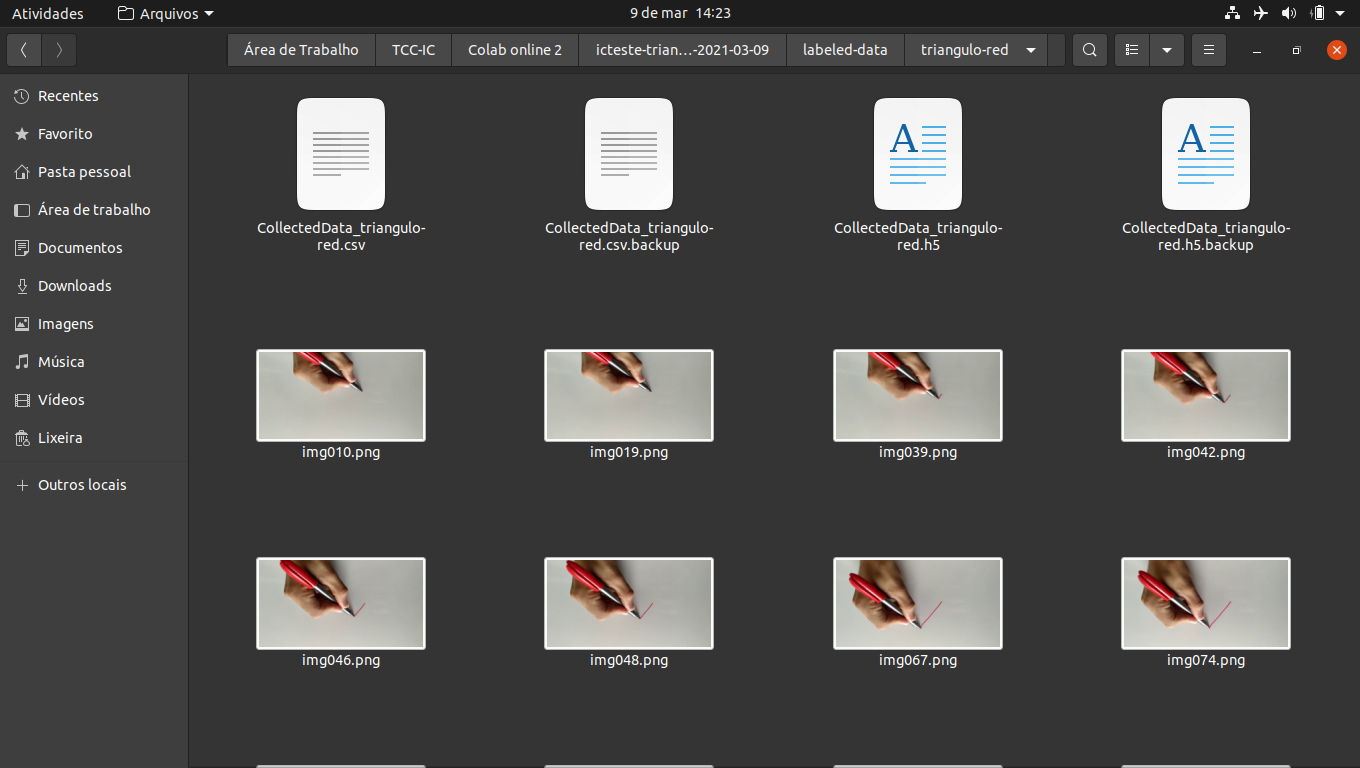 Atividades
Arquivos
9 de mar 14:23
Área de Trabalho
TCC-IC
Colab online 2
icteste-trian...-2021-03-09
labeled-data
triangulo-red
Recentes
Favorito
Pasta pessoal
Área de trabalho
Documentos
Downloads
Imagens
Música
Vídeos
Lixeira
Outros locais
CollectedData_triangulo-
red.csv
CollectedData_triangulo-
red.csv.backup
CollectedData_triangulo-
red.h5
CollectedData_triangulo-
red.h5.backup
img010.png
img019.png
img039.png
img042.png
img046.png
img048.png
img067.png
img074.png